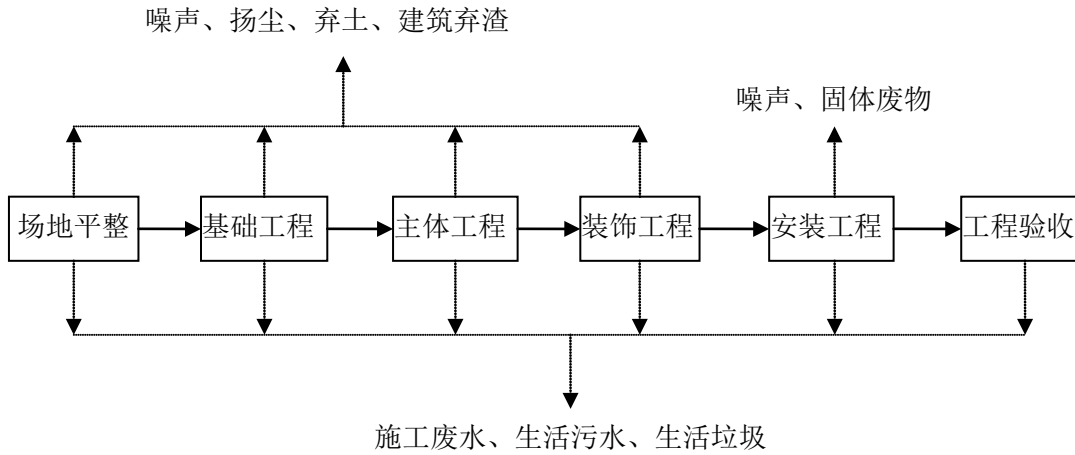 噪声、扬尘、弃土、建筑弃渣
噪声、固体废物
场地平整
基础工程
主体工程
装饰工程
安装工程
工程验收
施工废水、生活污水、生活垃圾